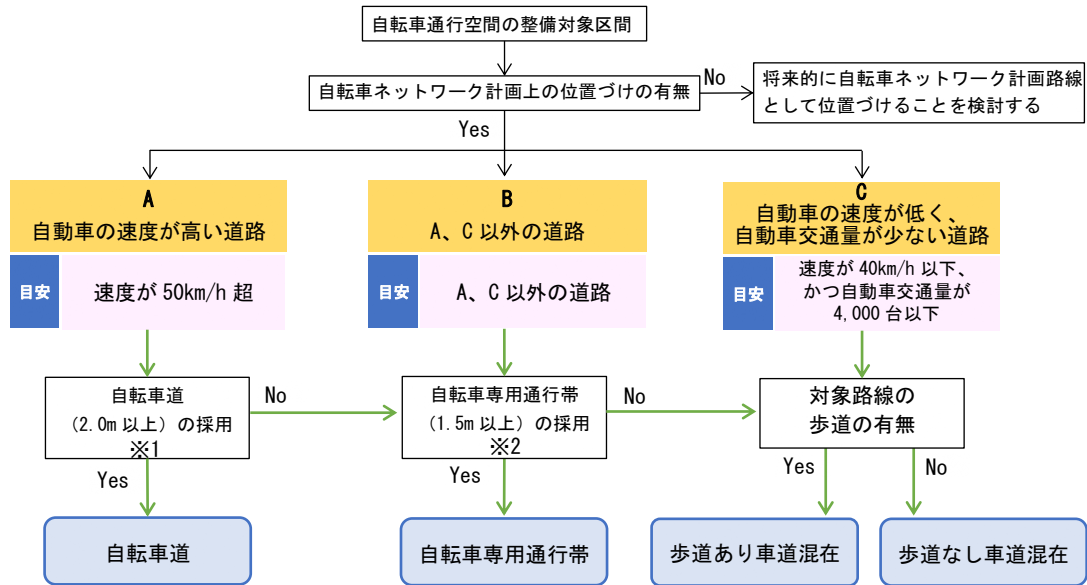 自転車通行空間の整備対象区間
自転車ネットワーク計画上の位置づけの有無
No
将来的に自転車ネットワーク計画路線
として位置づけることを検討する
Yes
A
自動車の速度が高い道路
目安
速度が 50km/h 超
B
A、C 以外の道路
目安
A、C 以外の道路
C
自動車の速度が低く、
自動車交通量が少ない道路
目安
速度が 40km/h 以下、
かつ自動車交通量が
4,000 台以下
自転車道
（2.0m 以上）の採用
※1
No
自転車専用通行帯
（1.5m 以上）の採用
※2
No
対象路線の
歩道の有無
Yes
Yes
Yes
No
自転車道
自転車専用通行帯
歩道あり車道混在
歩道なし車道混在